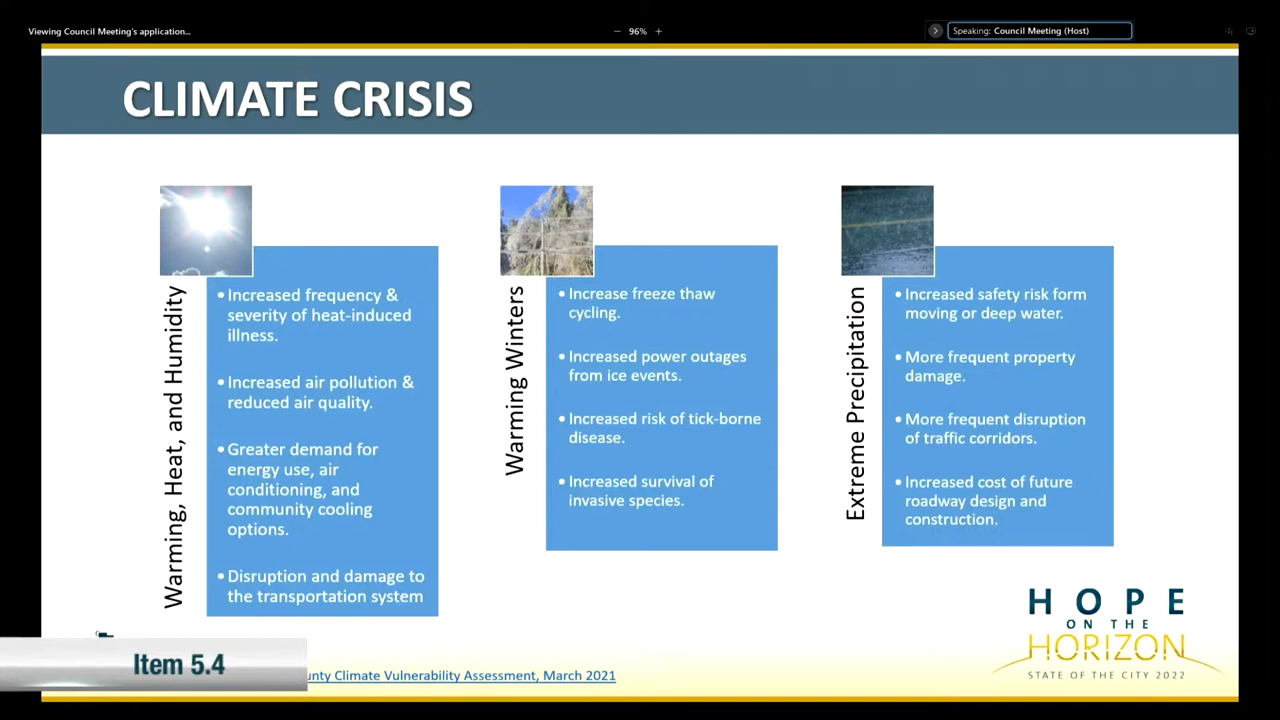 Viewing Council Meeting's application...
96%
Speaking: Council Meeting (Host)
CLIMATE CRISIS
Warming, Heat, and Humidity
• Increased frequency &
severity of heat-induced
illness.
• Increased air pollution &
reduced air quality.
• Greater demand for
energy use, air
conditioning, and
community cooling
options.
• Disruption and damage to
the transportation system
Warming Winters
• Increase freeze thaw
cycling.
• Increased power outages
from ice events.
• Increased risk of tick-borne
disease.
• Increased survival of
invasive species.
Extreme Precipitation
• Increased safety risk form
moving or deep water.
• More frequent property
damage.
• More frequent disruption
of traffic corridors.
• Increased cost of future
roadway design and
construction.
HOPE
ON THE
HORIZON
STATE OF THE CITY 2022
Item 5.4
unty Climate Vulnerability Assessment, March 2021